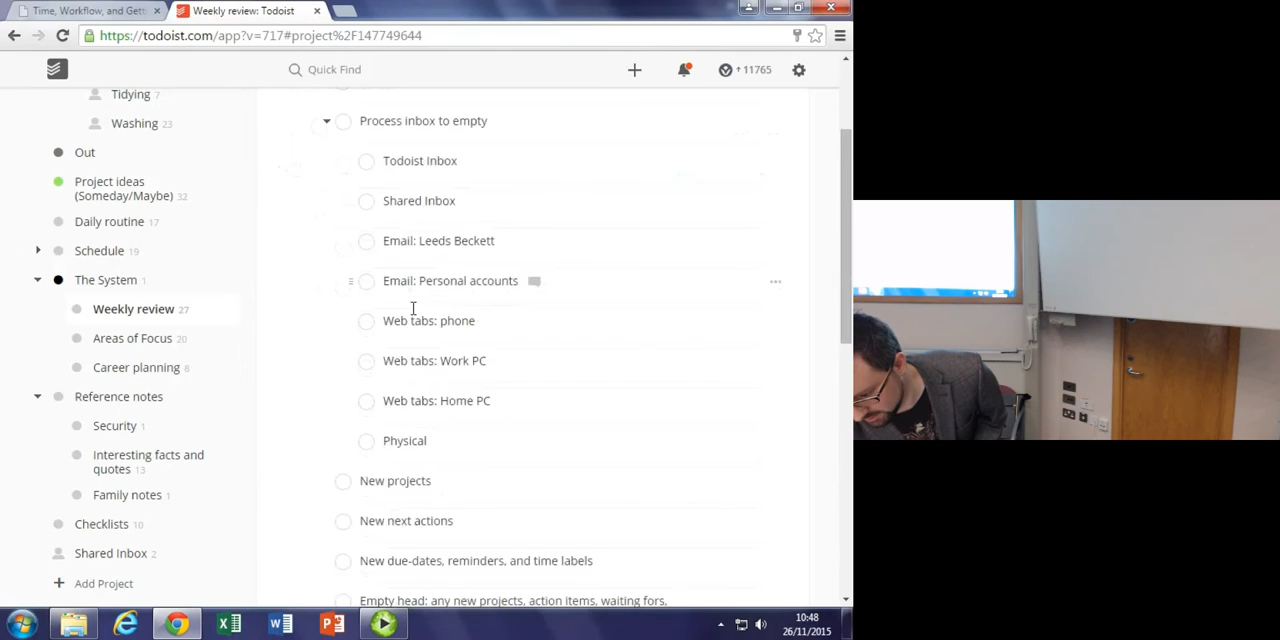 Time, Workflow, and Gett
Weekly review: Todoist
https://todoist.com/app?v=717#project%2F147749644
Quick Find
+11765
Tidying 7
Washing 23
Out
Project ideas
(Someday/Maybe) 32
Daily routine 17
Schedule 19
The System 1
Weekly review 27
Areas of Focus 20
Career planning 8
Reference notes
Security 1
Interesting facts and
quotes 13
Family notes 1
Checklists 10
Shared Inbox 2
Add Project
Process inbox to empty
Todoist Inbox
Shared Inbox
Email: Leeds Beckett
Email: Personal accounts
Web tabs: phone
Web tabs: Work PC
Web tabs: Home PC
Physical
New projects
New next actions
New due-dates, reminders, and time labels
Empty head: any new projects, action items, waiting fors,
10:48
26/11/2015